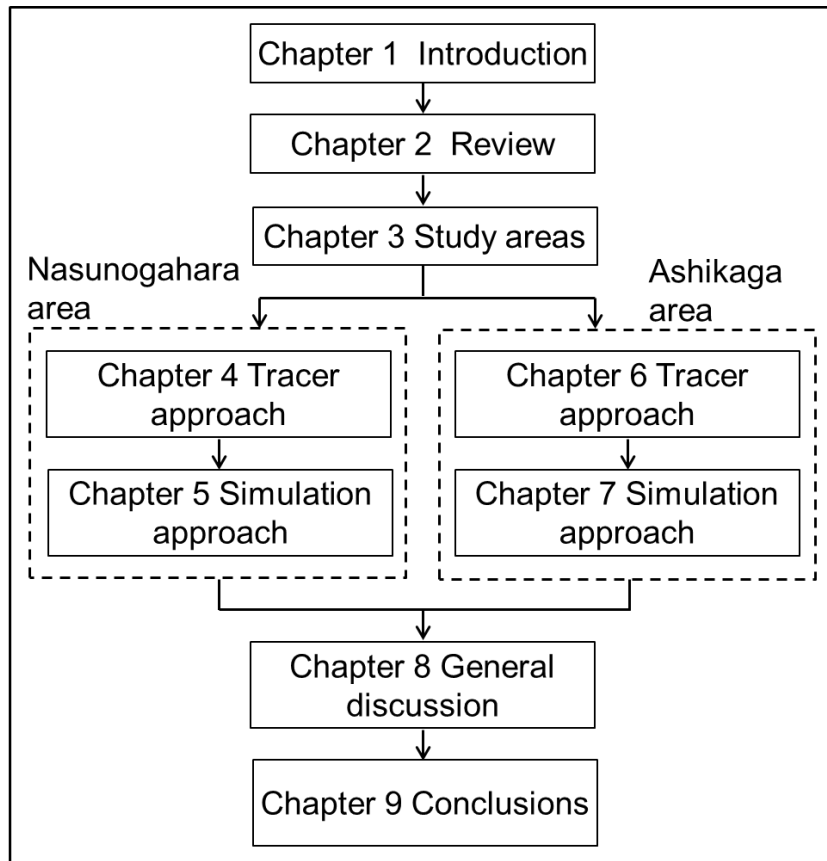 Chapter 1  Introduction
Chapter 2  Review
Chapter 3 Study areas
Nasunogahara
area
Chapter 4 Tracer
approach
Chapter 5 Simulation
approach
Ashikaga
area
Chapter 6 Tracer
approach
Chapter 7 Simulation
approach
Chapter 8 General
discussion
Chapter 9 Conclusions